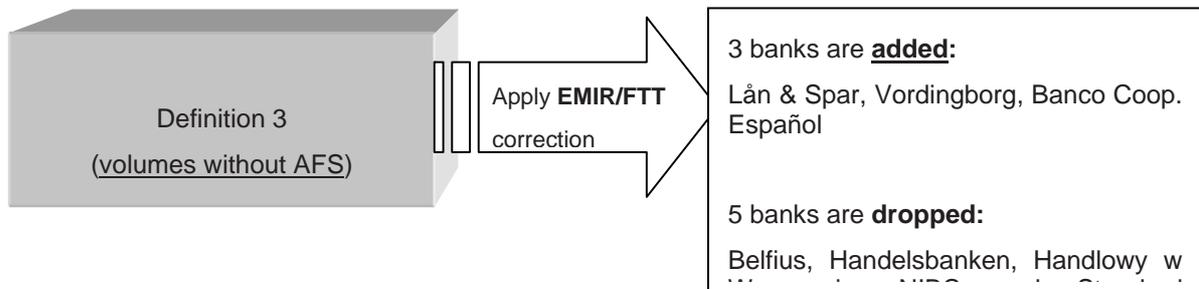 Definition 3
(volumes without AFS)
Apply EMIR/FTT
correction
3 banks are added:
Lån & Spar, Vordingborg, Banco Coop.
Español
5 banks are dropped:
Belfius, Handelsbanken, Handlowy w